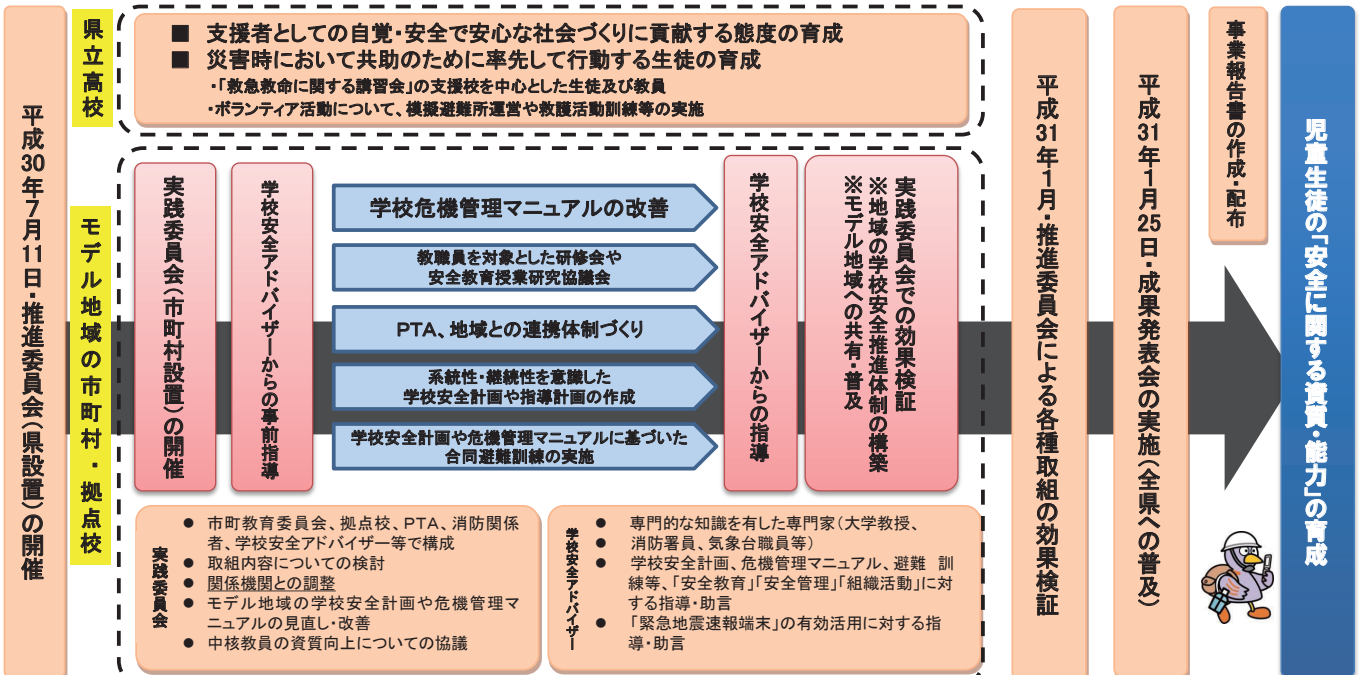 平成30年7月11日・推進委員会(県設置)の開催
県立高校
■ 支援者としての自覚・安全で安心な社会づくりに貢献する態度の育成
■ 災害時において共助のために率先して行動する生徒の育成
・「救急救命に関する講習会」の支援校を中心とした生徒及び教員
・ボランティア活動について、模擬避難所運営や救護活動訓練等の実施
モデル地域の市町村・拠点校
実践委員会(市町村設置)の開催
学校安全アドバイザーからの事前指導
学校危機管理マニュアルの改善
教職員を対象とした研修会や
安全教育授業研究協議会
PTA、地域との連携体制づくり
系統性・継続性を意識した
学校安全計画や指導計画の作成
学校安全計画や危機管理マニュアルに基づいた
合同避難訓練の実施
学校安全アドバイザーからの指導
実践委員会での効果検証
※地域の学校安全推進体制の構築
※モデル地域への共有・普及
実践委員会
● 市町教育委員会、拠点校、PTA、消防関係
者、学校安全アドバイザー等で構成
● 取組内容についての検討
● 関係機関との調整
● モデル地域の学校安全計画や危機管理マ
ニュアルの見直し・改善
● 中核教員の資質向上についての協議
学校安全アドバイザー
● 専門的な知識を有した専門家(大学教授、
● 消防署員、気象台職員等)
● 学校安全計画、危機管理マニュアル、避難 訓
練等、「安全教育」「安全管理」「組織活動」に対
する指導・助言
● 「緊急地震速報端末」の有効活用に対する指
導・助言
平成31年1月・推進委員会による各種取組の効果検証
平成31年1月25日・成果発表会の実施(全県への普及)
事業報告書の作成・配布
児童生徒の「安全に関する資質・能力」の育成